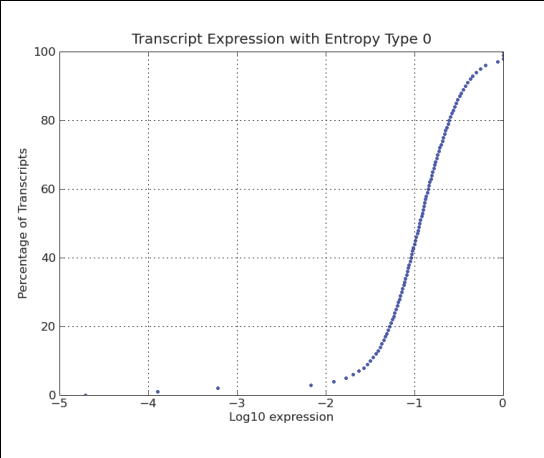 Transcript Expression with Entropy Type 0
100
80
60
40
20
0
Percentage of Transcripts
−5 −4 −3 −2 −1 0
Log10 expression